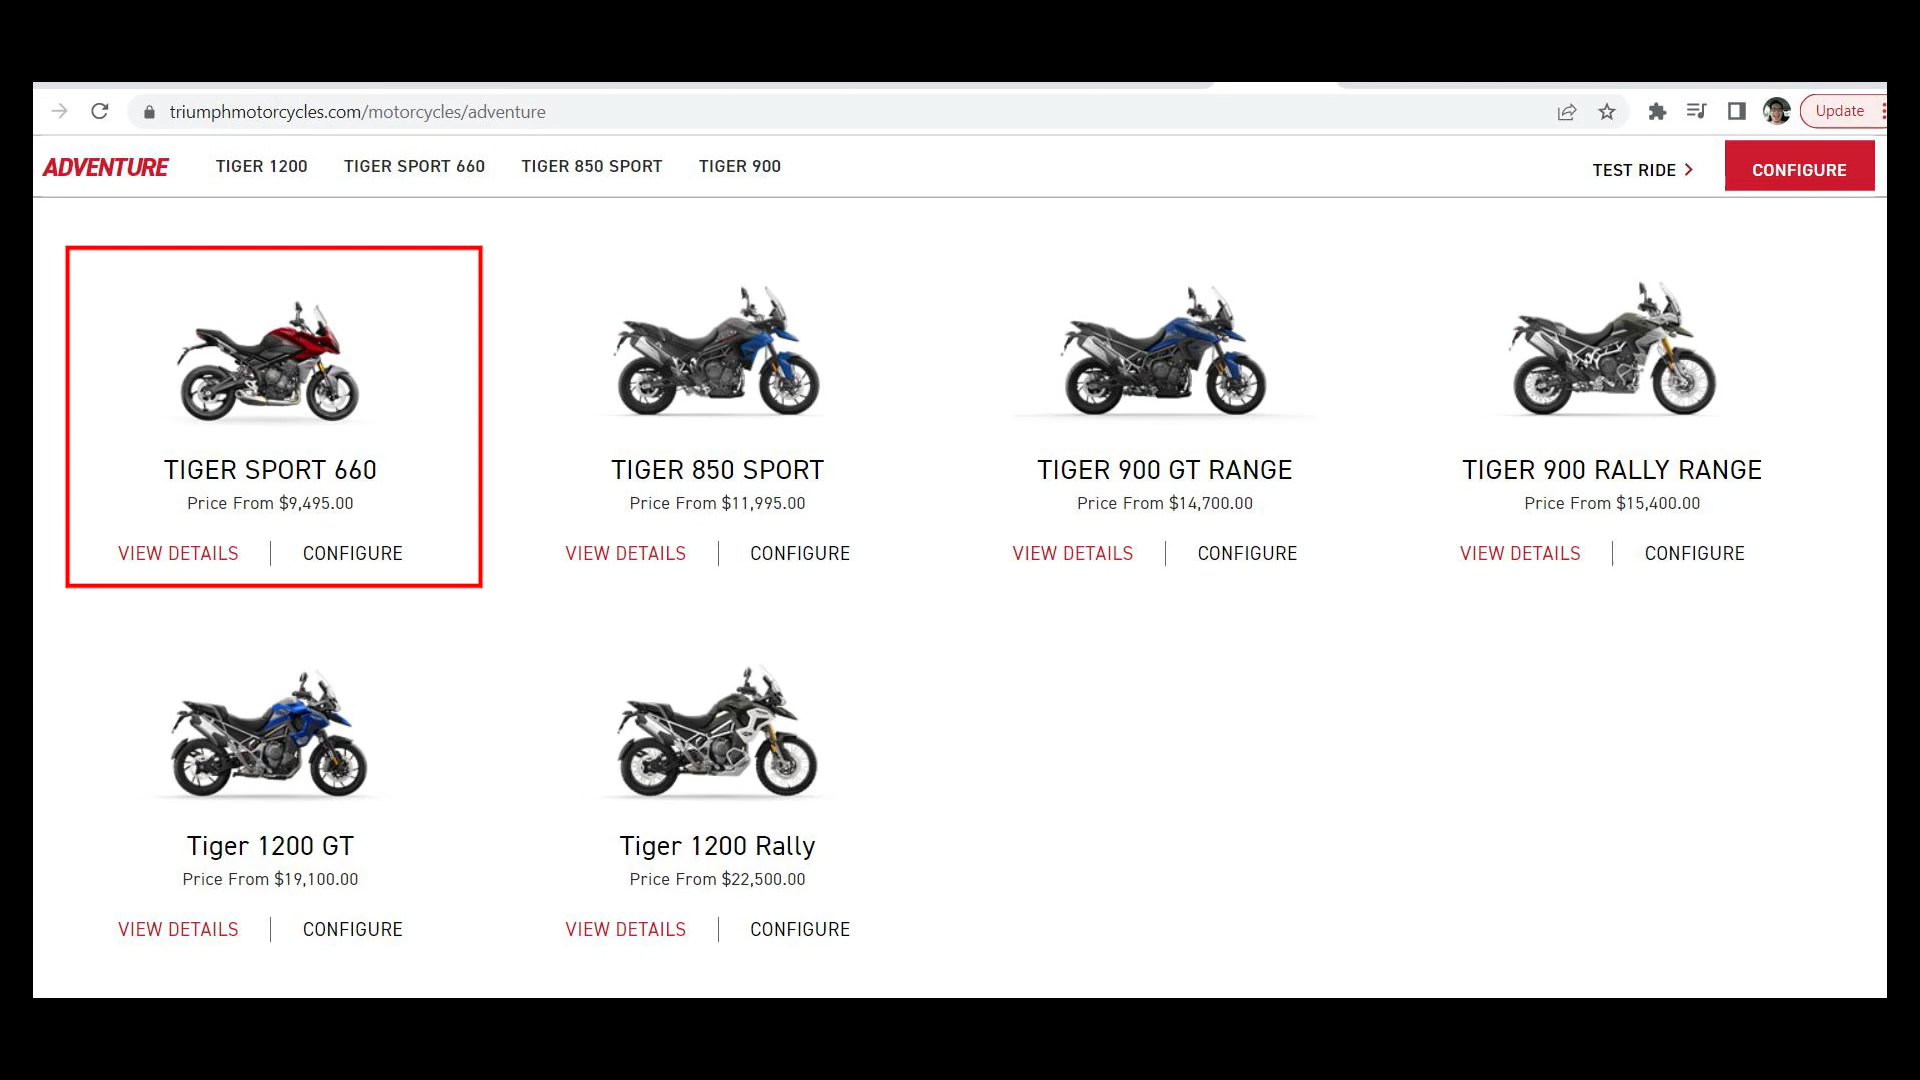 triumphmotorcycles.com/motorcycles/adventure
Update
ADVENTURE TIGER 1200 TIGER SPORT 660 TIGER 850 SPORT TIGER 900 TEST RIDE CONFIGURE
TIGER SPORT 660 TIGER 850 SPORT TIGER 900 GT RANGE TIGER 900 RALLY RANGE
Price From $9,495.00 Price From $11,995.00 Price From $14,700.00 Price From $15,400.00
VIEW DETAILS CONFIGURE VIEW DETAILS CONFIGURE VIEW DETAILS CONFIGURE VIEW DETAILS CONFIGURE
Tiger 1200 GT Tiger 1200 Rally
Price From $19,100.00 Price From $22,500.00
VIEW DETAILS CONFIGURE VIEW DETAILS CONFIGURE